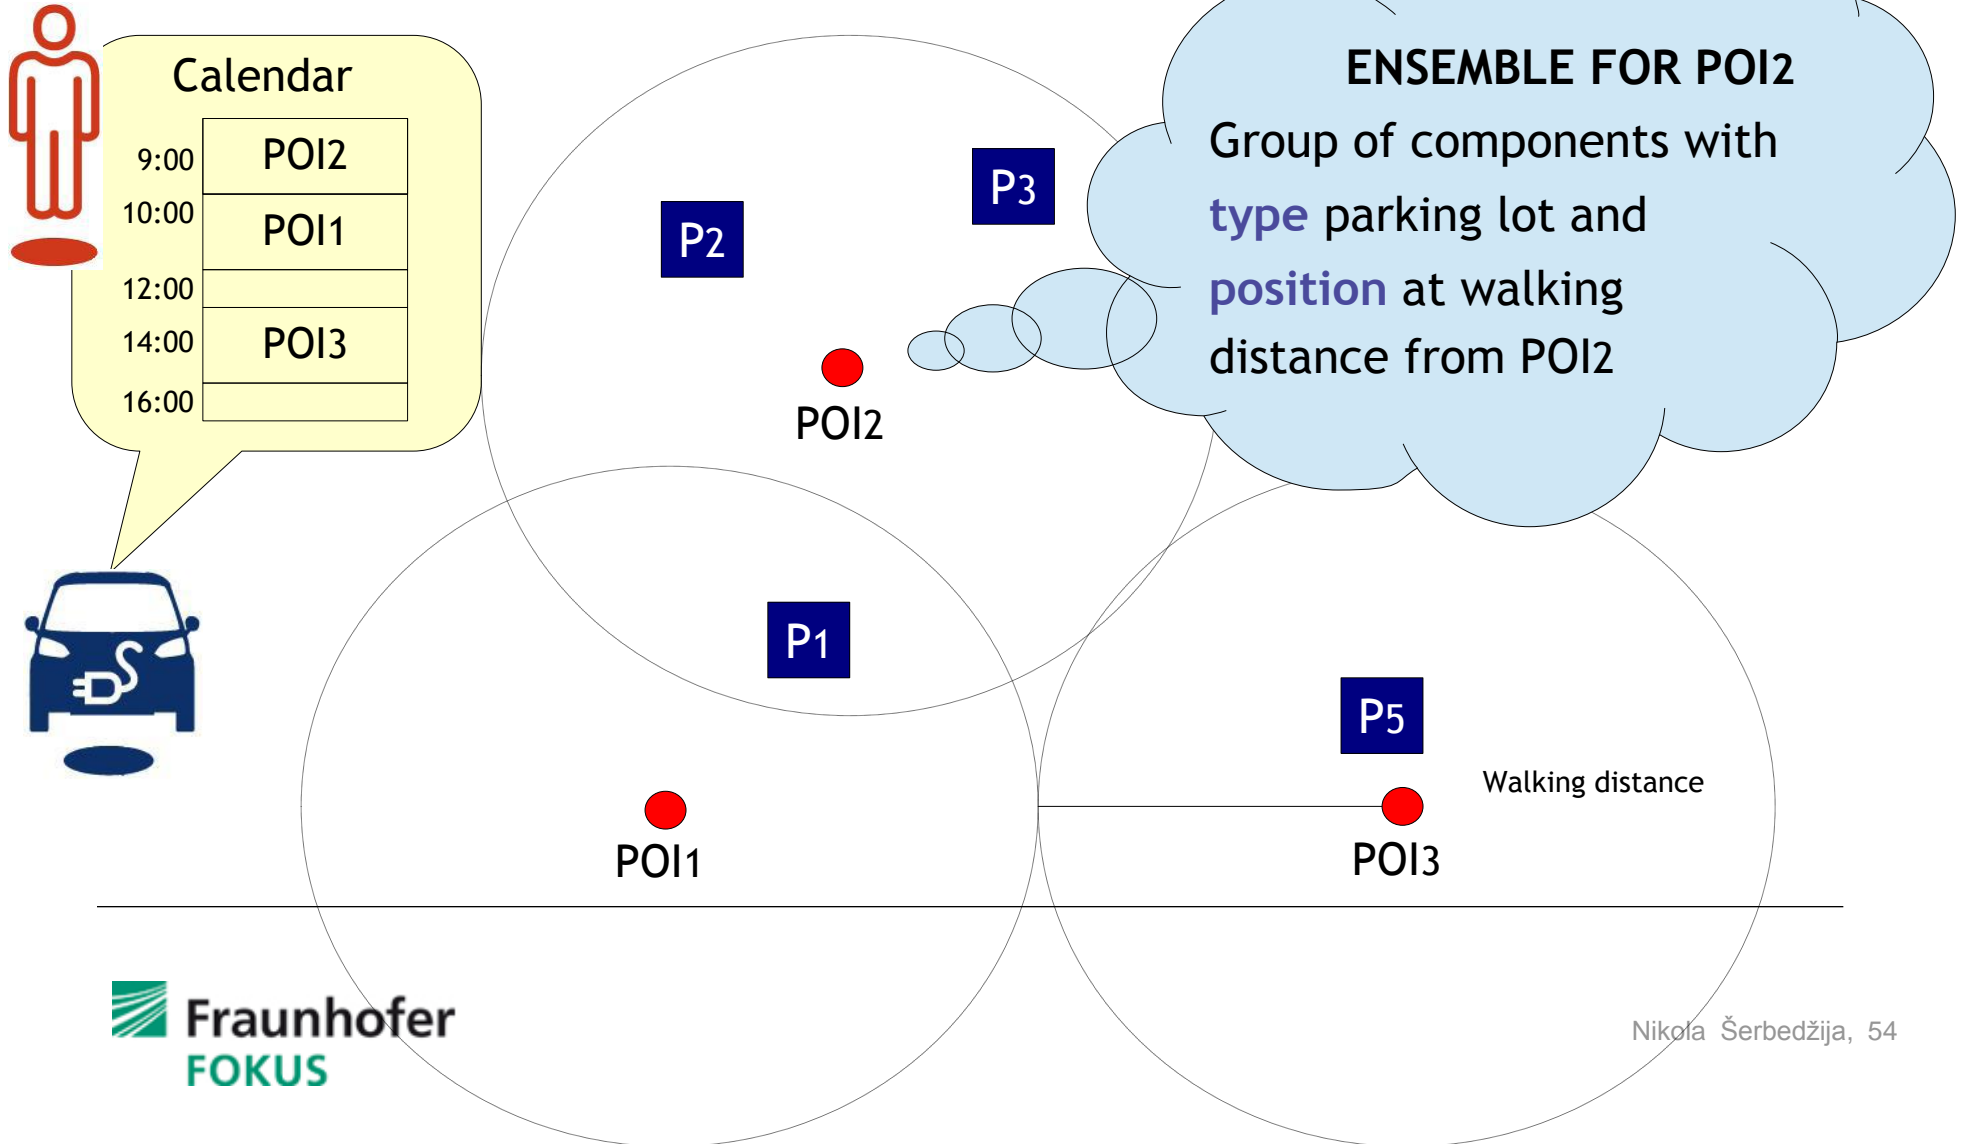 Calendar
9:00 POI2
10:00 POI1
12:00
14:00 POI3
16:00
ENSEMBLE FOR POI2
Group of components with
type parking lot and
position at walking
distance from POI2
P3
P2
POI2
P1
P5
Walking distance
POI1
POI3
Fraunhofer
FOKUS
Nikola Šerbedžija, 54